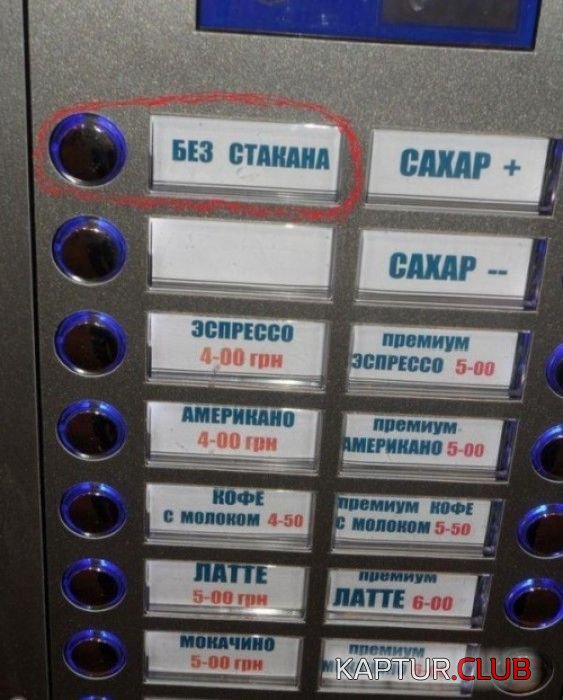 БЕЗ СТАКАНА
САХАР +
САХАР --
ЭСПРЕССО
4-00 грн
премиум
ЭСПРЕССО 5-00
АМЕРИКАНО
4-00 грн
премиум
АМЕРИКАНО 5-00
КОФЕ
с молоком 4-50
премиум КОФЕ
с молоком 5-50
ЛАТТЕ
5-00 грн
премиум
ЛАТТЕ 6-00
МОКАЧИНО
5-00 грн
премиум
KAPTUR.CLUB